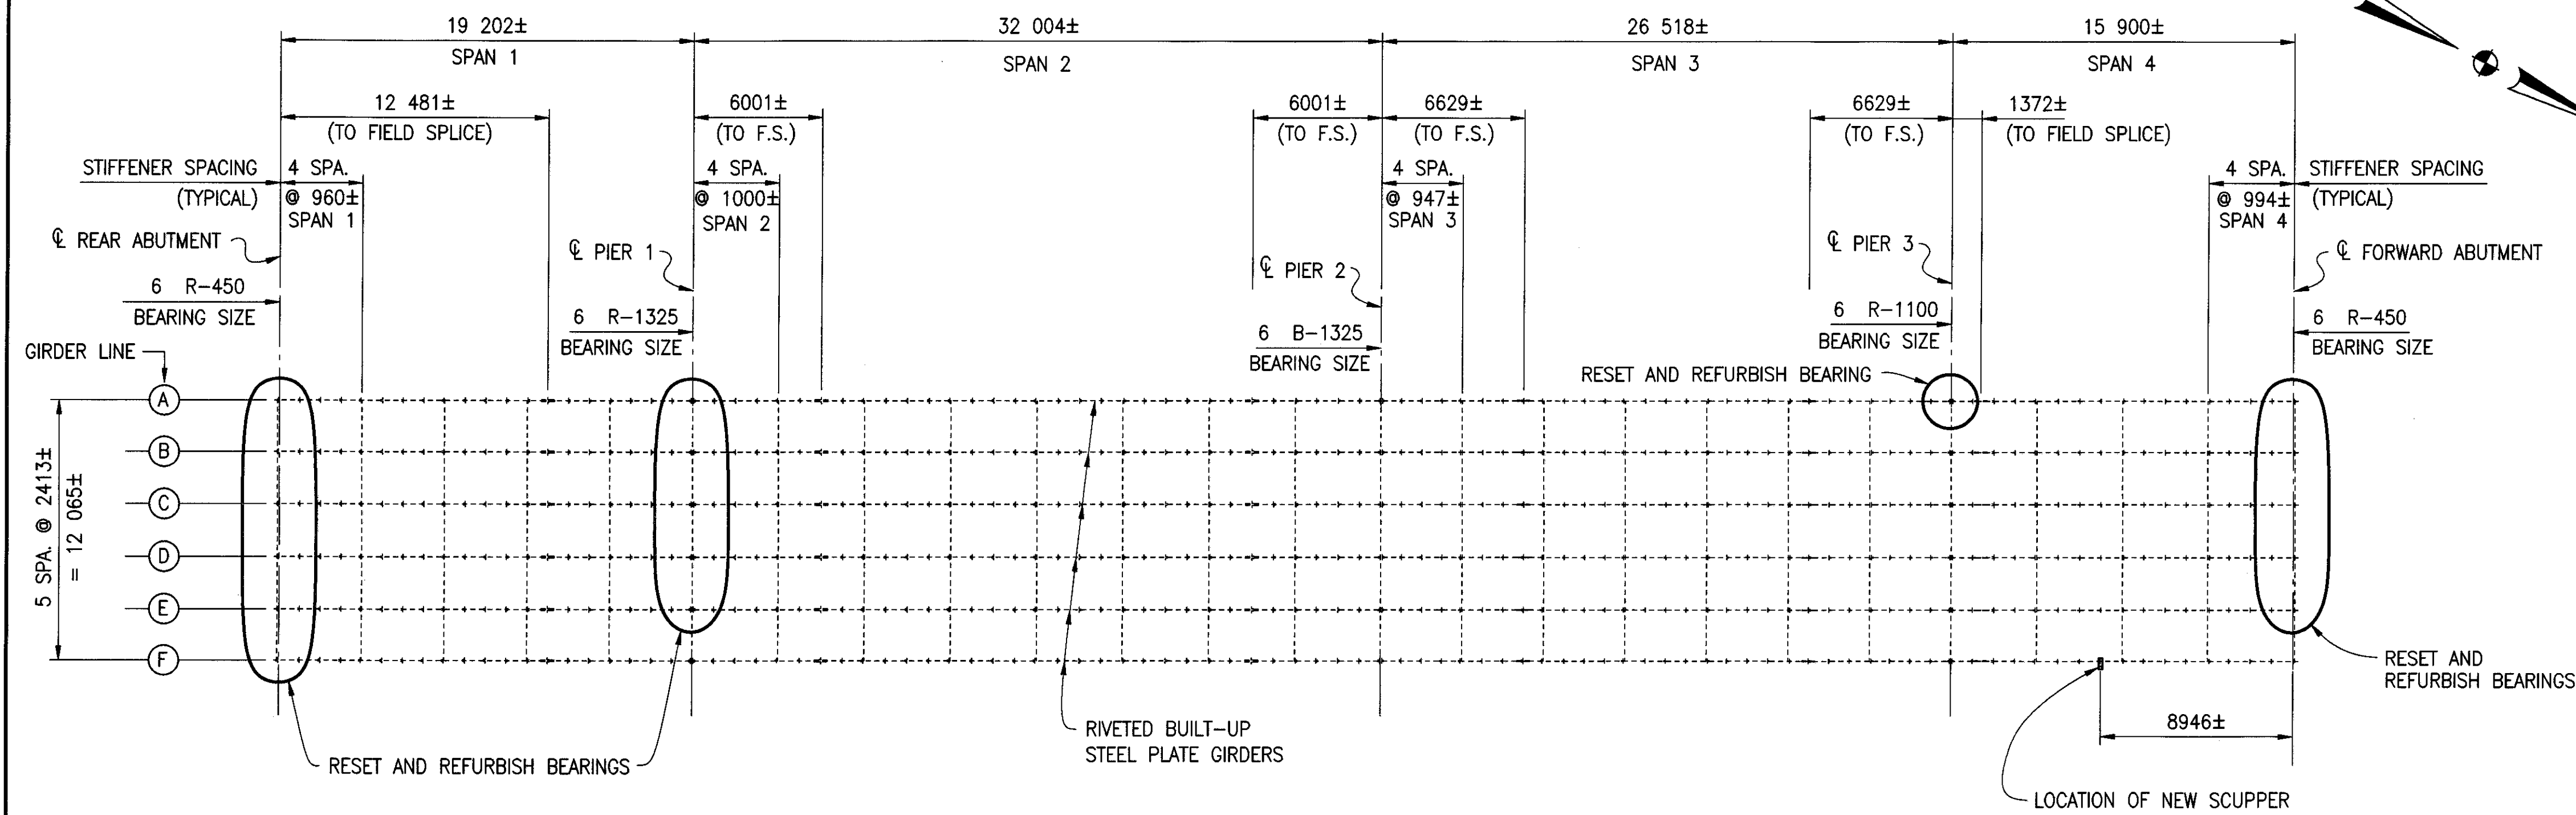 19 202±
32 004±
26 518±
15 900±
SPAN 1
SPAN 2
SPAN 3
SPAN 4
12 481±
(TO FIELD SPLICE)
6001±
(TO F.S.)
6001±
(TO F.S.)
6629±
(TO F.S.)
6629±
(TO F.S.)
1372±
(TO FIELD SPLICE)
STIFFENER SPACING
(TYPICAL)
4 SPA.
@ 960±
SPAN 1
4 SPA.
@ 1000±
SPAN 2
4 SPA.
@ 947±
SPAN 3
4 SPA.
@ 994±
SPAN 4
STIFFENER SPACING
(TYPICAL)
℄ REAR ABUTMENT
℄ PIER 1
℄ PIER 2
℄ PIER 3
℄ FORWARD ABUTMENT
6 R-450
BEARING SIZE
6 R-1325
BEARING SIZE
6 B-1325
BEARING SIZE
6 R-1100
BEARING SIZE
6 R-450
BEARING SIZE
GIRDER LINE
RESET AND REFURBISH BEARING
A
B
C
D
E
F
5 SPA. @ 2413±
= 12 065±
RESET AND REFURBISH BEARINGS
RIVETED BUILT-UP
STEEL PLATE GIRDERS
RESET AND
REFURBISH BEARINGS
8946±
LOCATION OF NEW SCUPPER